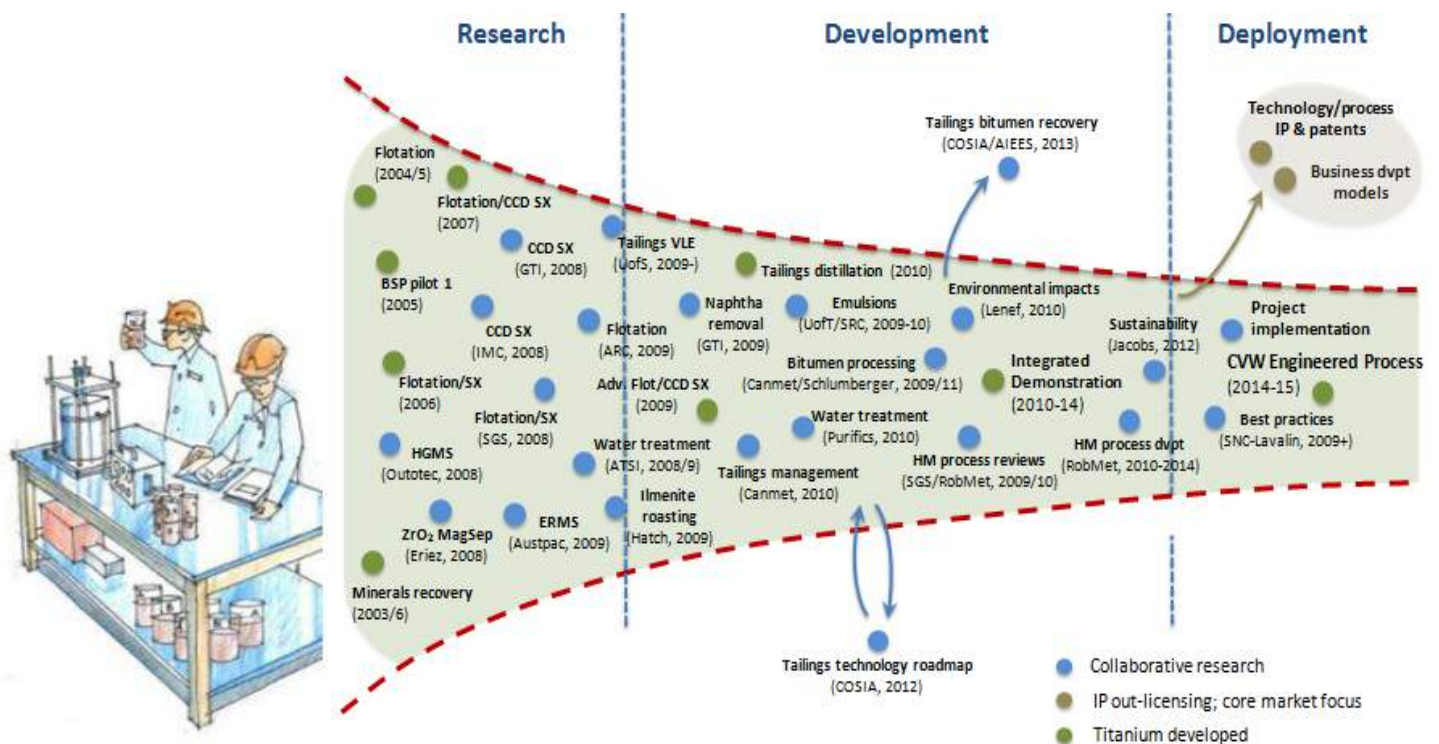 Research
Development
Deployment
Technology/process
IP & patents
Business dvpt
models
Tailings bitumen recovery
(COSIA/AIEES, 2013)
Flotation
(2004/5)
Flotation/CCD SX
(2007)
CCD SX
(GTI, 2008)
Tailings VLE
(UofS, 2009-)
Tailings distillation (2010)
BSP pilot 1
(2005)
CCD SX
(IMC, 2008)
Flotation
(ARC, 2009)
Naphtha
removal
(GTI, 2009)
Emulsions
(UofT/SRC, 2009-10)
Environmental impacts
(Lenef, 2010)
Sustainability
(Jacobs, 2012)
Project
implementation
Flotation/SX
(2006)
Flotation/SX
(SGS, 2008)
Adv. Flot/CCD SX
(2009)
Bitumen processing
(Canmet/Schlumberger, 2009/11)
Integrated
Demonstration
(2010-14)
CVW Engineered Process
(2014-15)
HGMS
(Outotec, 2008)
Water treatment
(ATSI, 2008/9)
Water treatment
(Purifics, 2010)
Tailings management
(Canmet, 2010)
HM process reviews
(SGS/RobMet, 2009/10)
HM process dvpt
(RobMet, 2010-2014)
Best practices
(SNC-Lavalin, 2009+)
ZrO₂ MagSep
(Eriez, 2008)
ERMS
(Austpac, 2009)
Ilmenite
roasting
(Hatch, 2009)
Minerals recovery
(2003/6)
Tailings technology roadmap
(COSIA, 2012)
Collaborative research
IP out-licensing; core market focus
Titanium developed